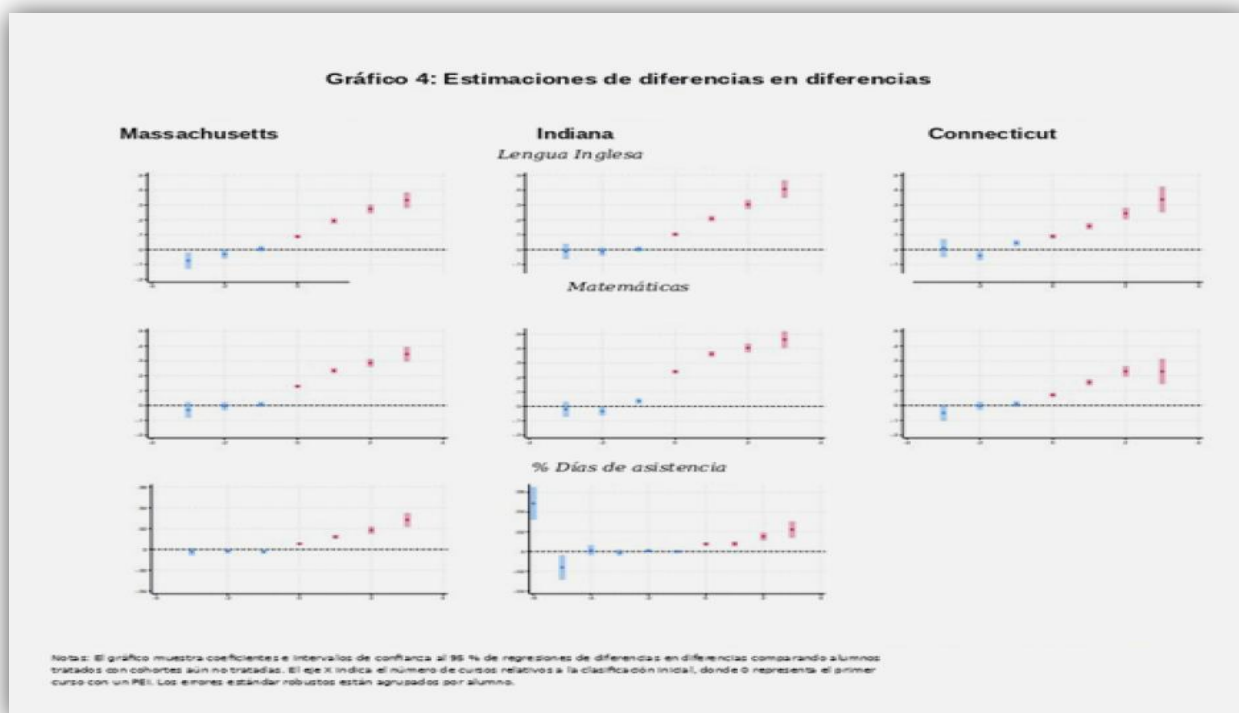 Gráfico 4: Estimaciones de diferencias en diferencias
Massachusetts
Indiana
Connecticut
Lengua Inglesa
Matemáticas
% Días de asistencia
Notas: El gráfico muestra coeficientes e intervalos de confianza al 95 % de regresiones de diferencias en diferencias comparando alumnos
tratados con cohortes aún no tratadas. El eje X indica el número de cursos relativos a la clasificación inicial, donde 0 representa el primer
curso con un PEI. Los errores estándar robustos están agrupados por alumno.